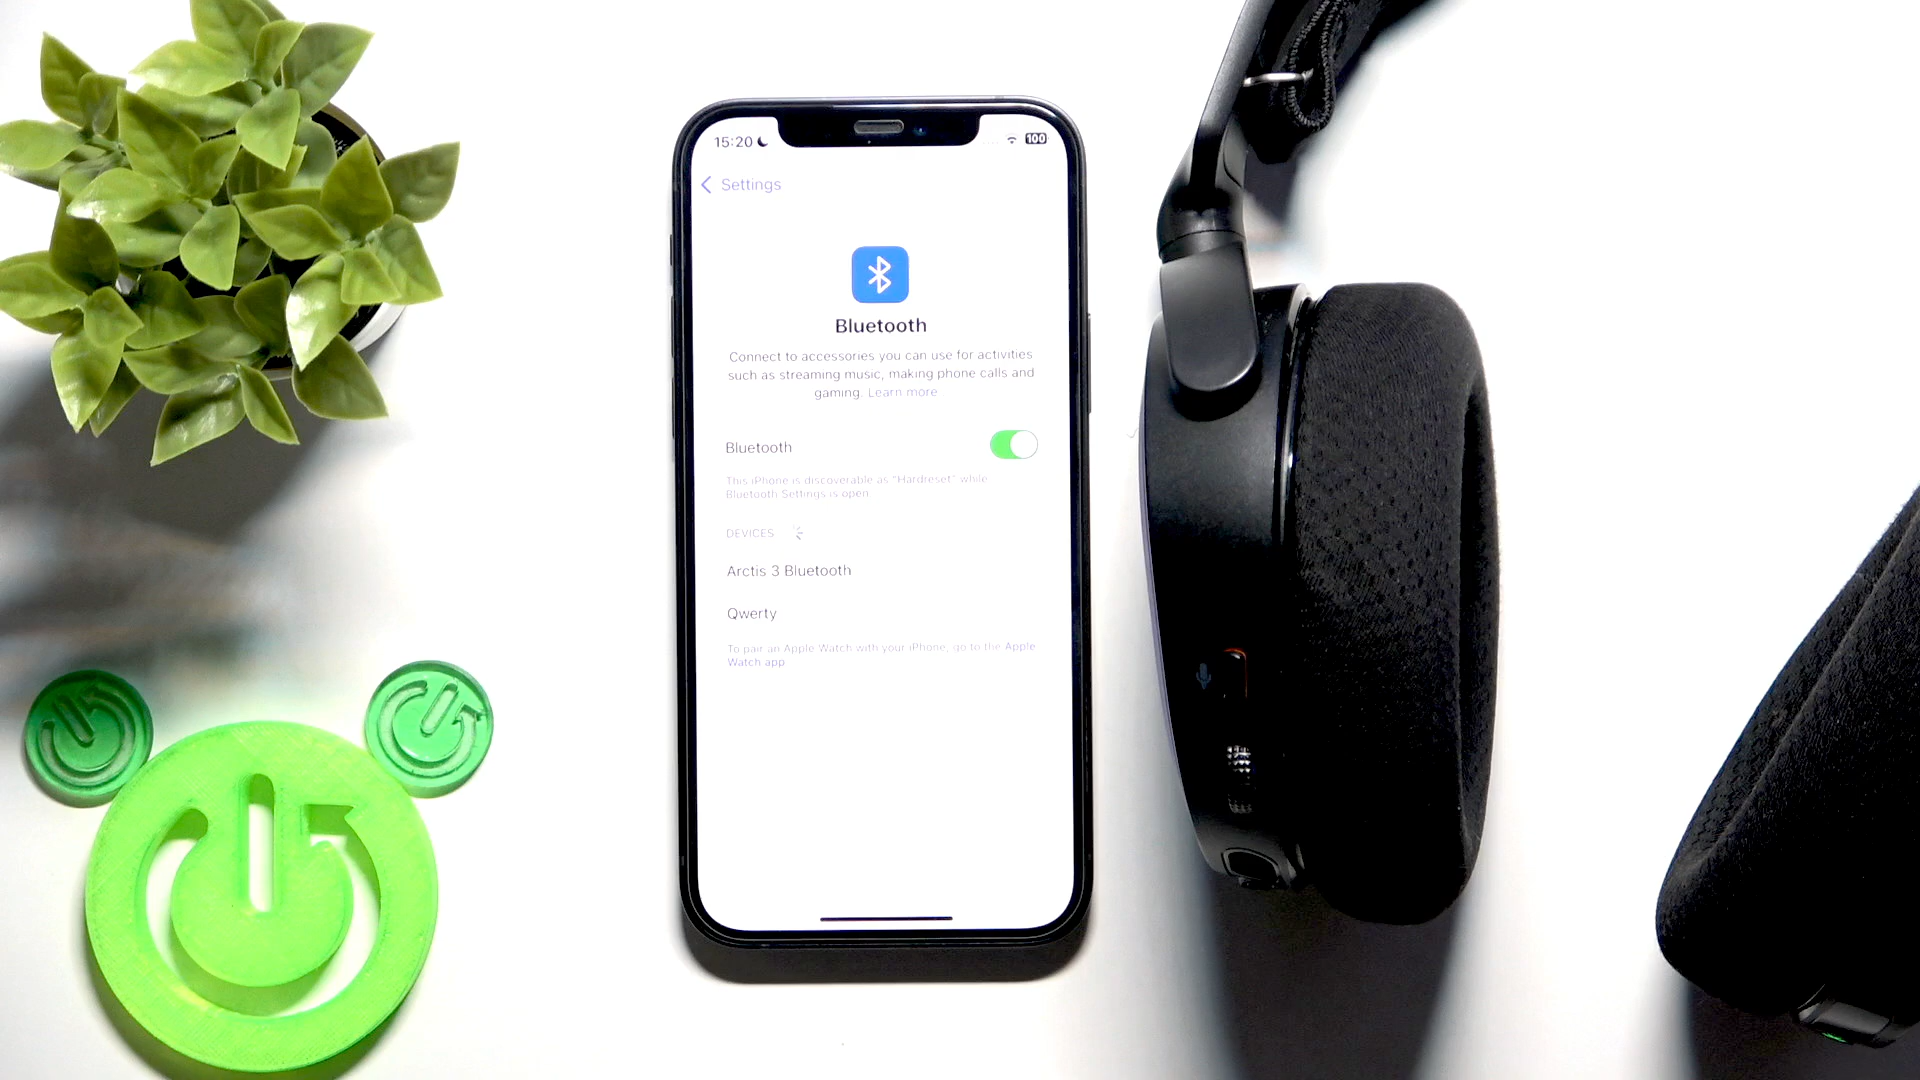 15:20
100
Settings
Bluetooth
Connect to accessories you can use for activities
such as streaming music, making phone calls and
gaming. Learn more
Bluetooth
This iPhone is discoverable as "Hardreset" while
Bluetooth Settings is open.
DEVICES
Arctis 3 Bluetooth
Qwerty
To pair an Apple Watch with your iPhone, go to the Apple
Watch app